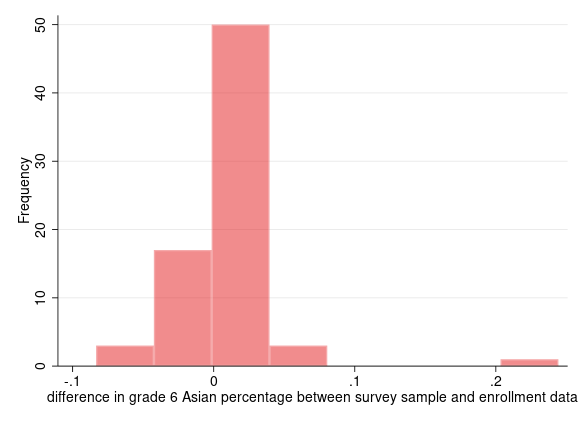 50
40
30
20
10
0
Frequency
-.1 0 .1 .2
difference in grade 6 Asian percentage between survey sample and enrollment data